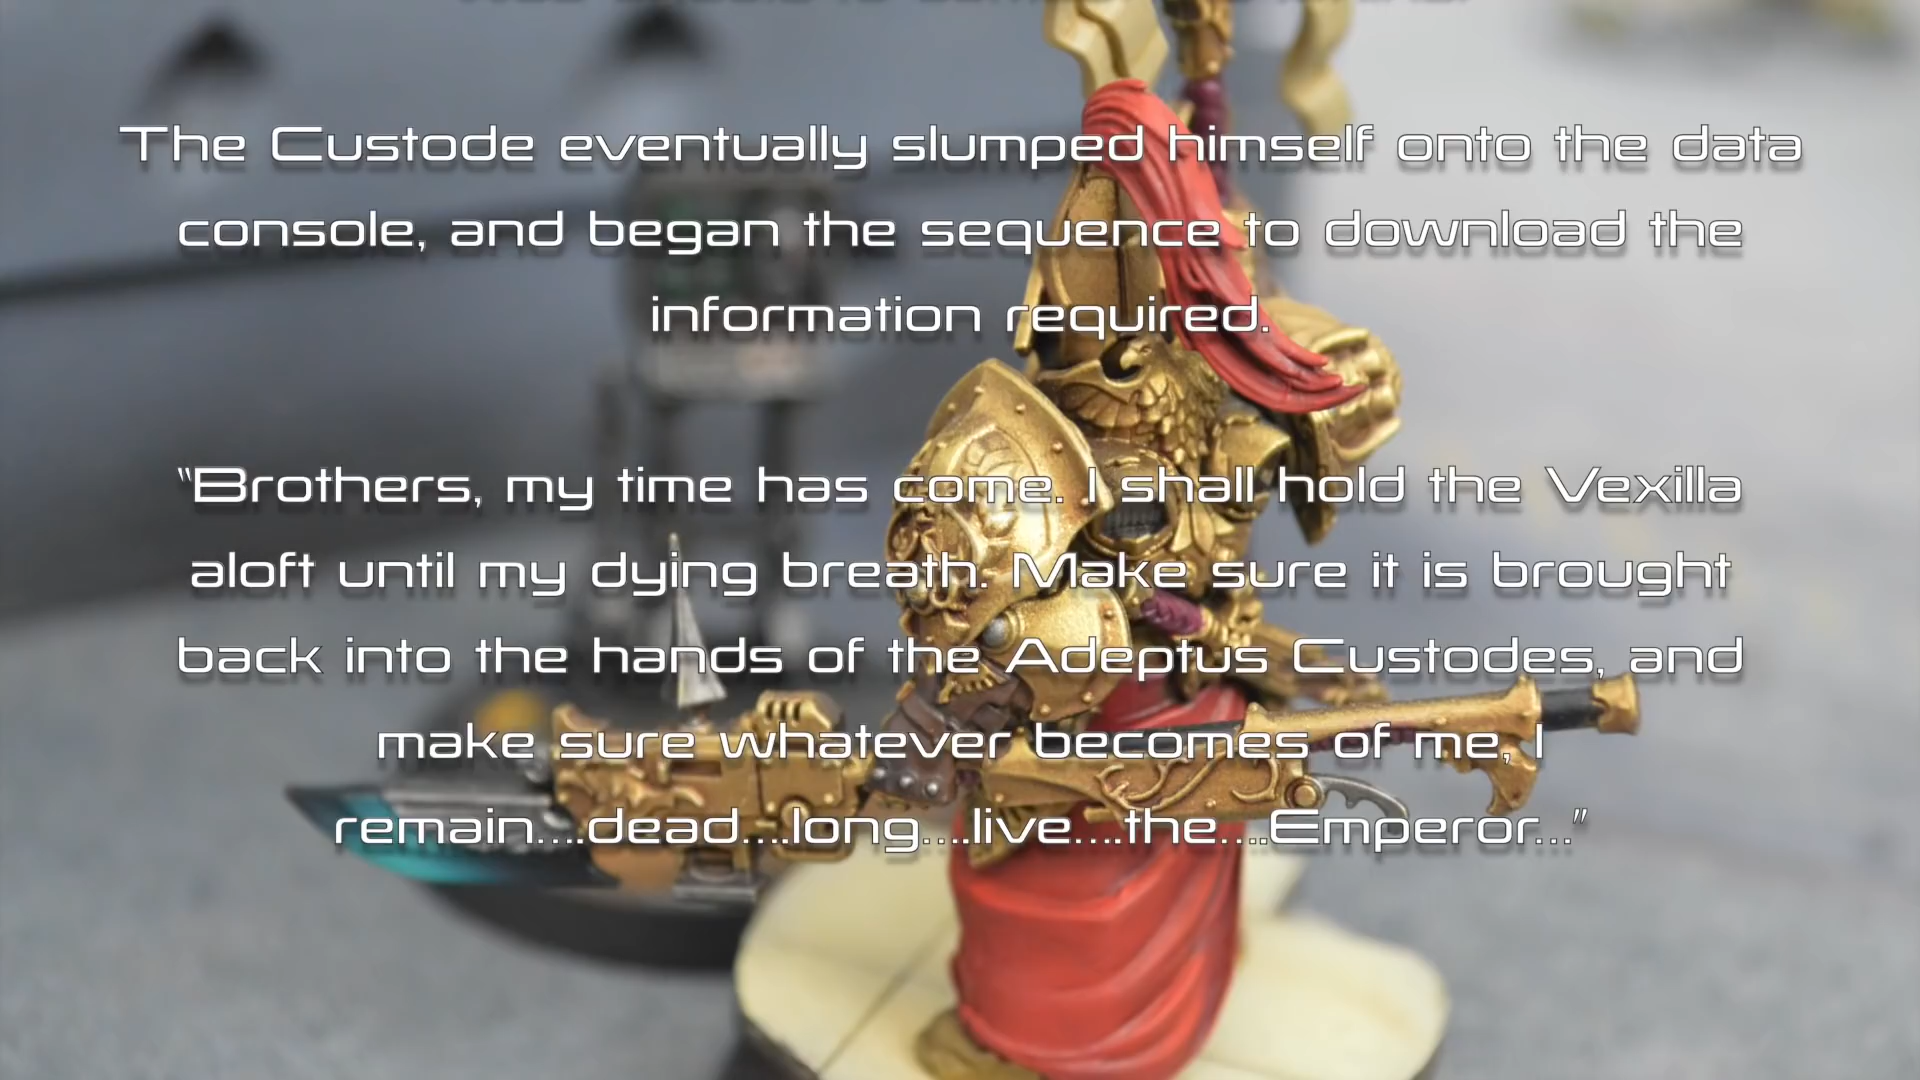 The Custode eventually slumped himself onto the data
console, and began the sequence to download the
information required.
“Brothers, my time has come. I shall hold the Vexilla
aloft until my dying breath. Make sure it is brought
back into the hands of the Adeptus Custodes, and
make sure whatever becomes of me, I
remain....dead....long....live....the....Emperor...”